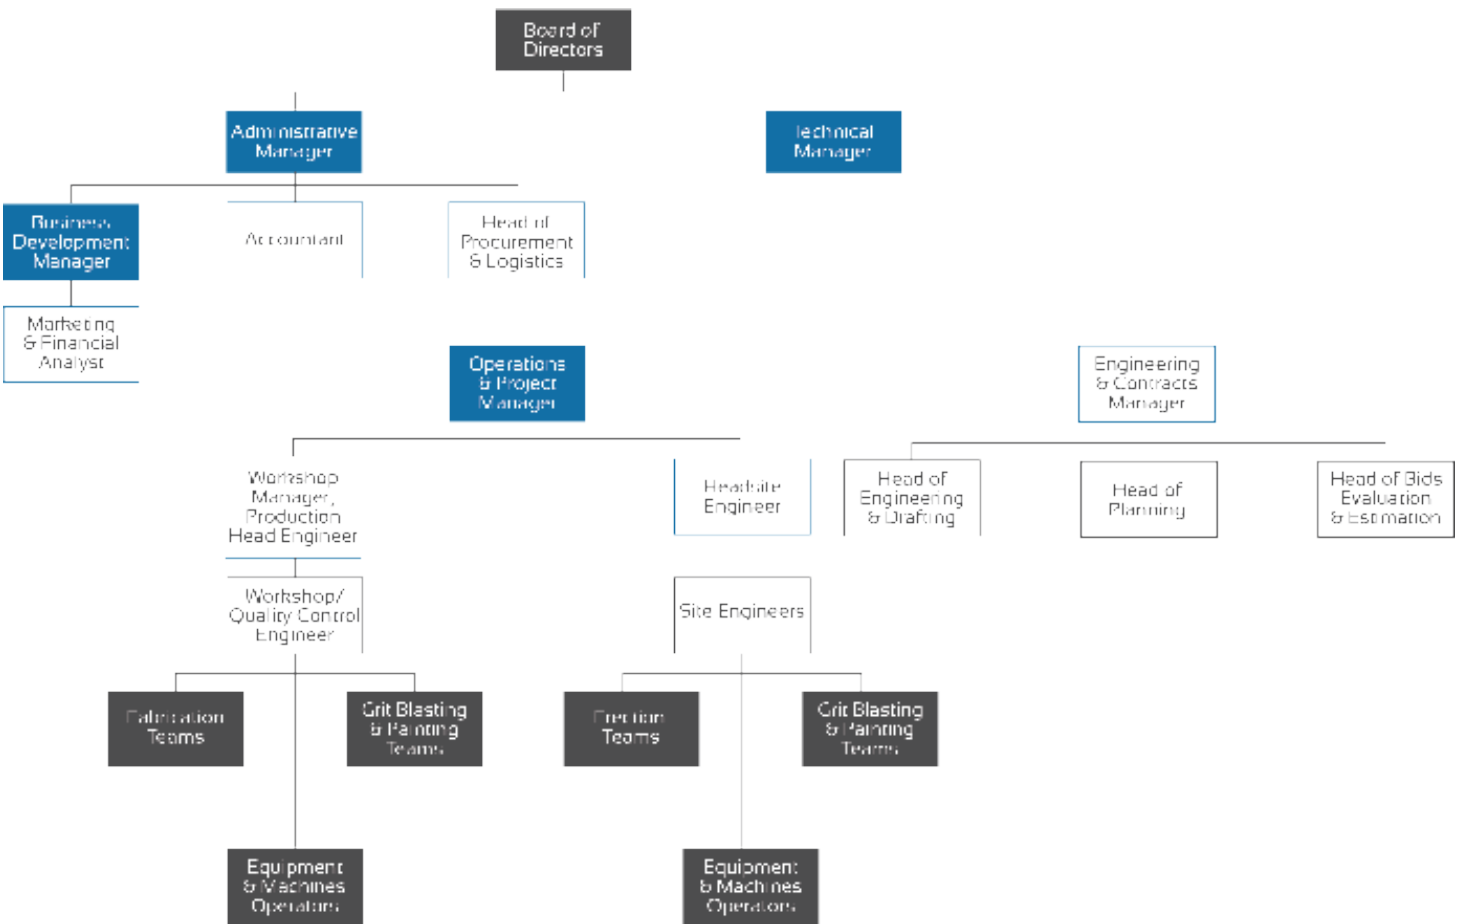 Board of
Directors
Administrative
Manager
Technical
Manager
Business
Development
Manager
Accountant
Head of
Procurement
& Logistics
Marketing
& Financial
Analyst
Operations
& Project
Manager
Engineering
& Contracts
Manager
Workshop
Manager,
Production
Head Engineer
Headsite
Engineer
Head of
Engineering
& Drafting
Head of
Planning
Head of Bids
Evaluation
& Estimation
Workshop/
Quality Control
Engineer
Site Engineers
Fabrication
Teams
Grit Blasting
& Painting
Teams
Erection
Teams
Grit Blasting
& Painting
Teams
Equipment
& Machines
Operators
Equipment
& Machines
Operators